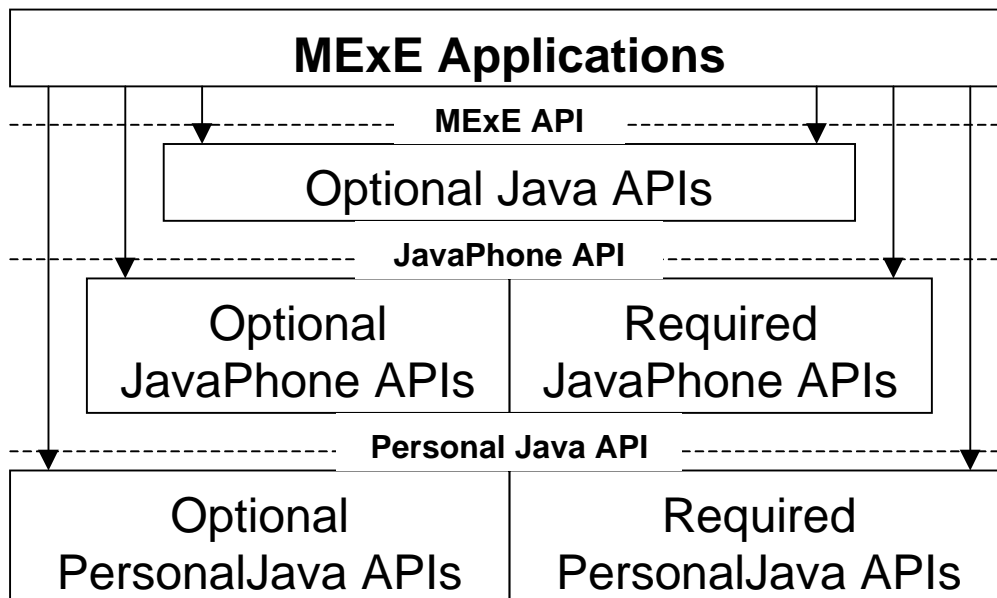 MExE Applications
MExE API
Optional Java APIs
JavaPhone API
Optional
JavaPhone APIs
Required
JavaPhone APIs
Personal Java API
Optional
PersonalJava APIs
Required
PersonalJava APIs